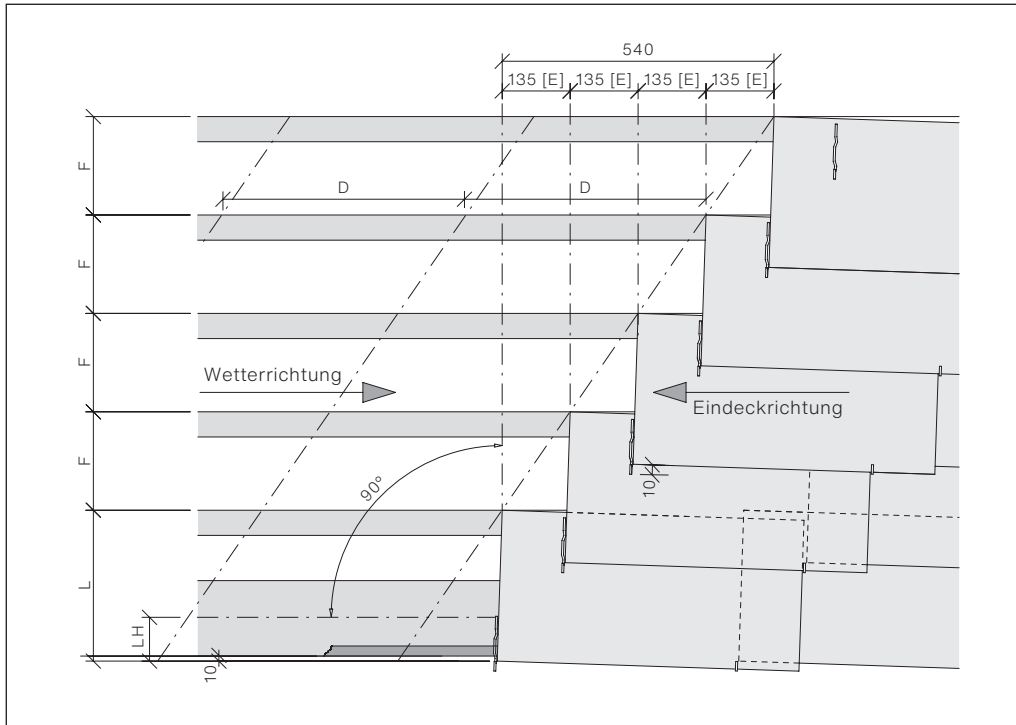 540
135 [E] 135 [E] 135 [E] 135 [E]
F
D D
F
F
Wetterrichtung
Eindeckrichtung
F
90°
10
L
LH
10